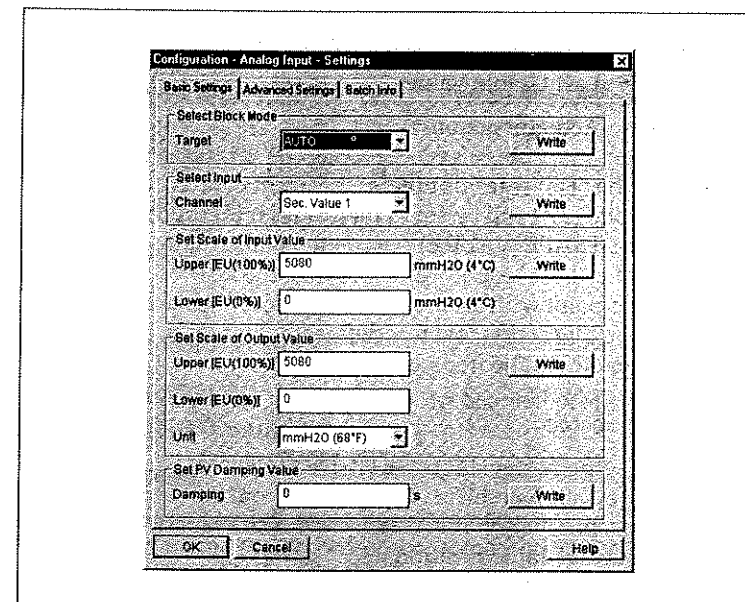 Configuration - Analog Input - Settings
Basic Settings Advanced Settings Batch Info
Select Block Mode
Target AUTO Write
Select Input
Channel Sec. Value 1 Write
Set Scale of Input Value
Upper [EU(100%)] 5080 mmH2O (4°C) Write
Lower [EU(0%)] 0 mmH2O (4°C)
Set Scale of Output Value
Upper [EU(100%)] 5080 Write
Lower [EU(0%)] 0
Unit mmH2O (68°F)
Set PV Damping Value
Damping 0 s Write
OK Cancel Help